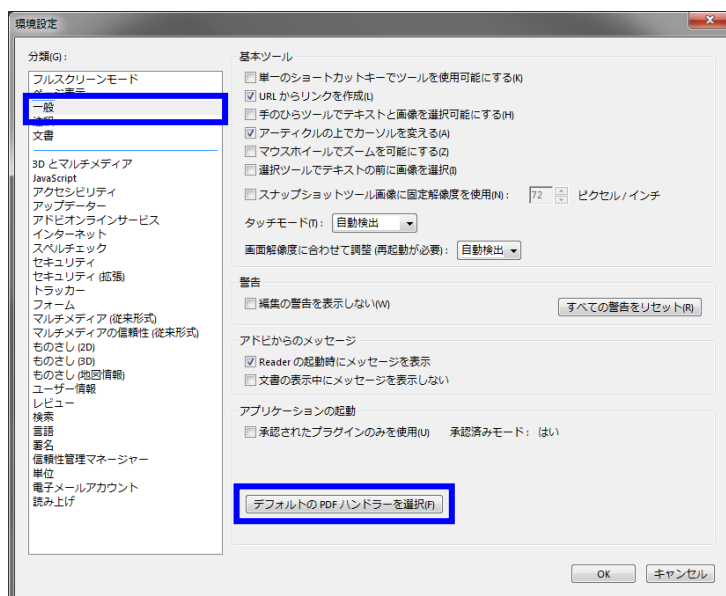 環境設定
分類(G):
フルスクリーンモード
ページ表示
一般
注釈
文書
3D とマルチメディア
JavaScript
アクセシビリティ
アップデーター
アドビオンラインサービス
インターネット
スペルチェック
セキュリティ
セキュリティ (拡張)
トラッカー
フォーム
マルチメディア (従来形式)
マルチメディアの信頼性 (従来形式)
ものさし (2D)
ものさし (3D)
ものさし (地図情報)
ユーザー情報
レビュー
検索
言語
署名
信頼性管理マネージャー
単位
電子メールアカウント
読み上げ
基本ツール
単一のショートカットキーでツールを使用可能にする(K)
URL からリンクを作成(L)
手のひらツールでテキストと画像を選択可能にする(H)
アーティクルの上でカーソルを変える(A)
マウスホイールでズームを可能にする(Z)
選択ツールでテキストの前に画像を選択(I)
スナップショットツール画像に固定解像度を使用(N): 72 ピクセル / インチ
タッチモード(T): 自動検出
画面解像度に合わせて調整 (再起動が必要): 自動検出
警告
編集の警告を表示しない(W) すべての警告をリセット(R)
アドビからのメッセージ
Reader の起動時にメッセージを表示
文書の表示中にメッセージを表示しない
アプリケーションの起動
承認されたプラグインのみを使用(U) 承認済みモード: はい
デフォルトの PDF ハンドラーを選択(F)
OK キャンセル